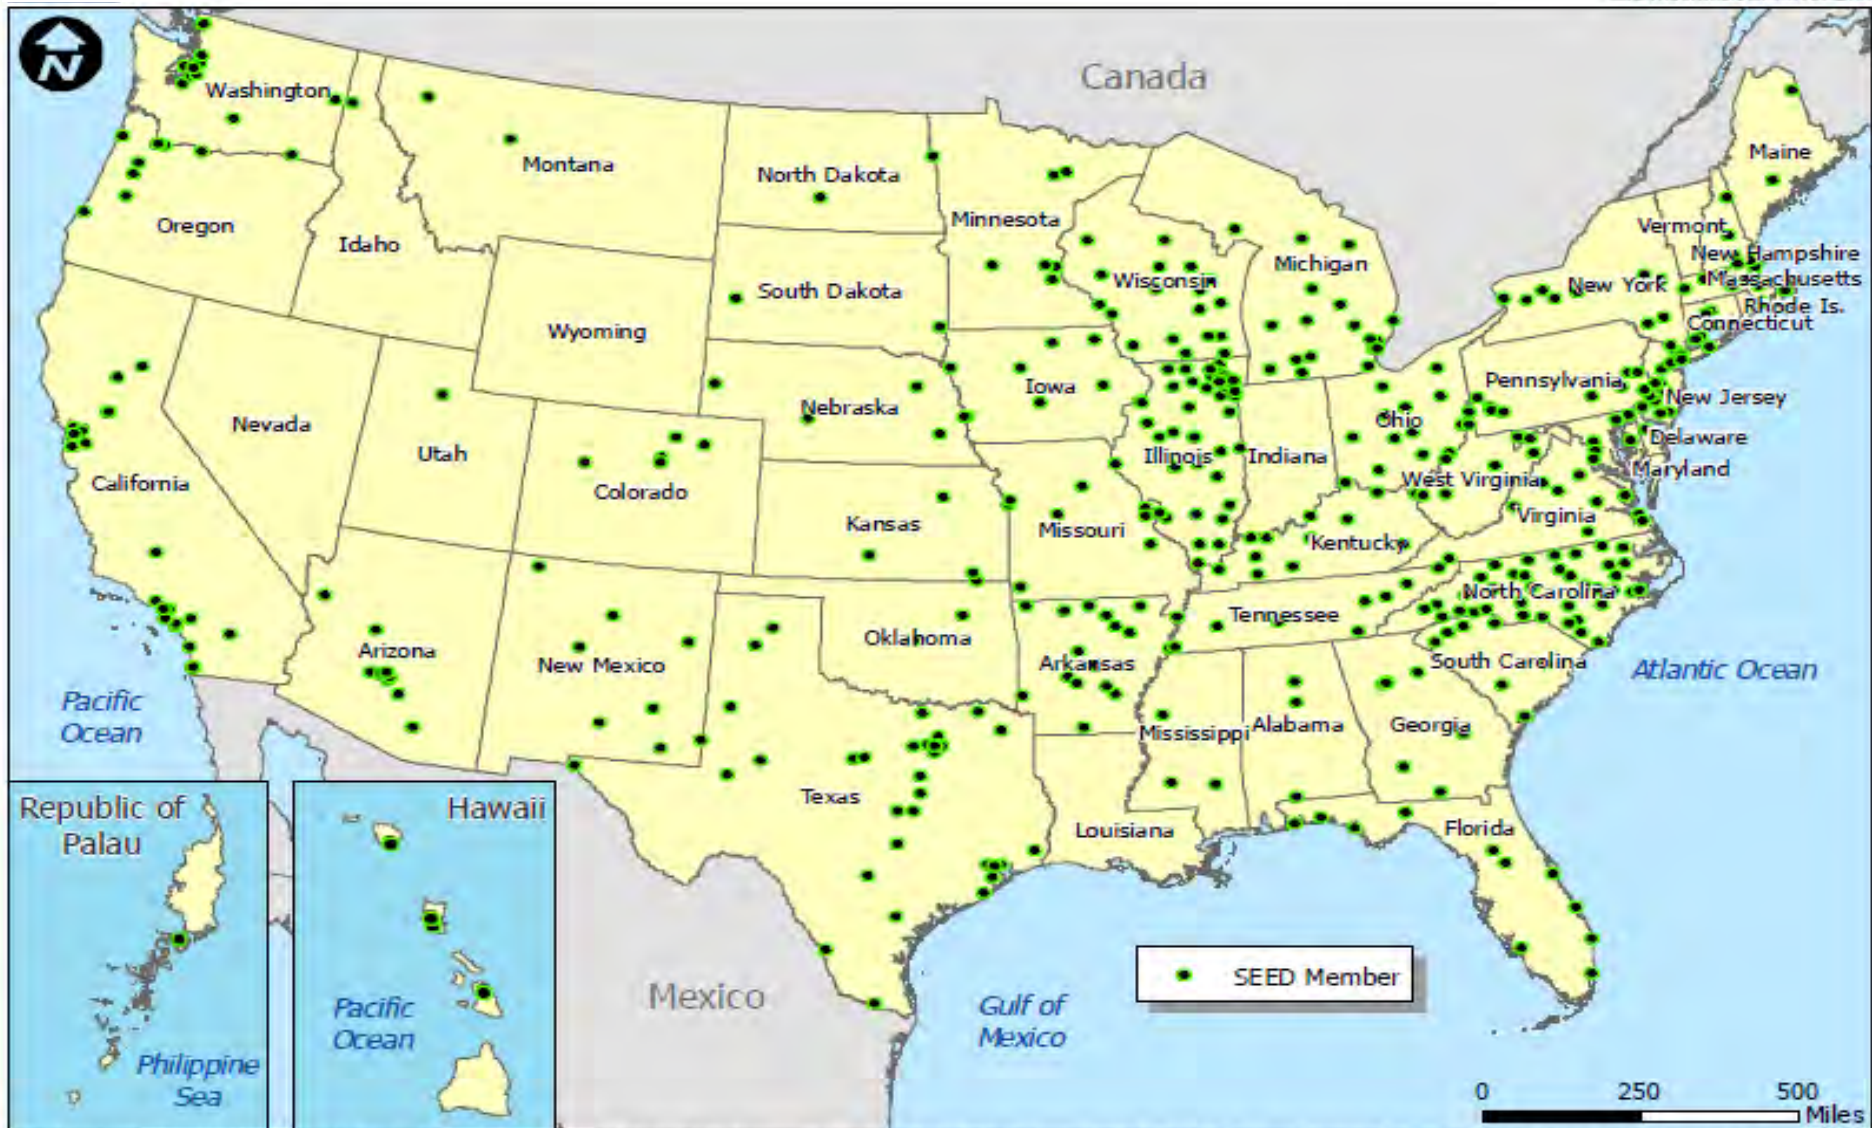 N
Canada
Washington
Montana
North Dakota
Minnesota
Maine
Oregon
Idaho
Vermont
New Hampshire
Wisconsin
Michigan
New York
Massachusetts
South Dakota
Rhode Is.
Connecticut
Wyoming
Iowa
Pennsylvania
New Jersey
Nebraska
Nevada
Ohio
Delaware
Utah
Illinois
Indiana
Maryland
California
Colorado
West Virginia
Kansas
Missouri
Virginia
Kentucky
North Carolina
Tennessee
Oklahoma
Arizona
New Mexico
Arkansas
South Carolina
Atlantic Ocean
Pacific
Ocean
Mississippi
Alabama
Georgia
Texas
Louisiana
Florida
Republic of
Palau
Philippine
Sea
Hawaii
Pacific
Ocean
Mexico
Gulf of
Mexico
SEED Member
0 250 500
Miles